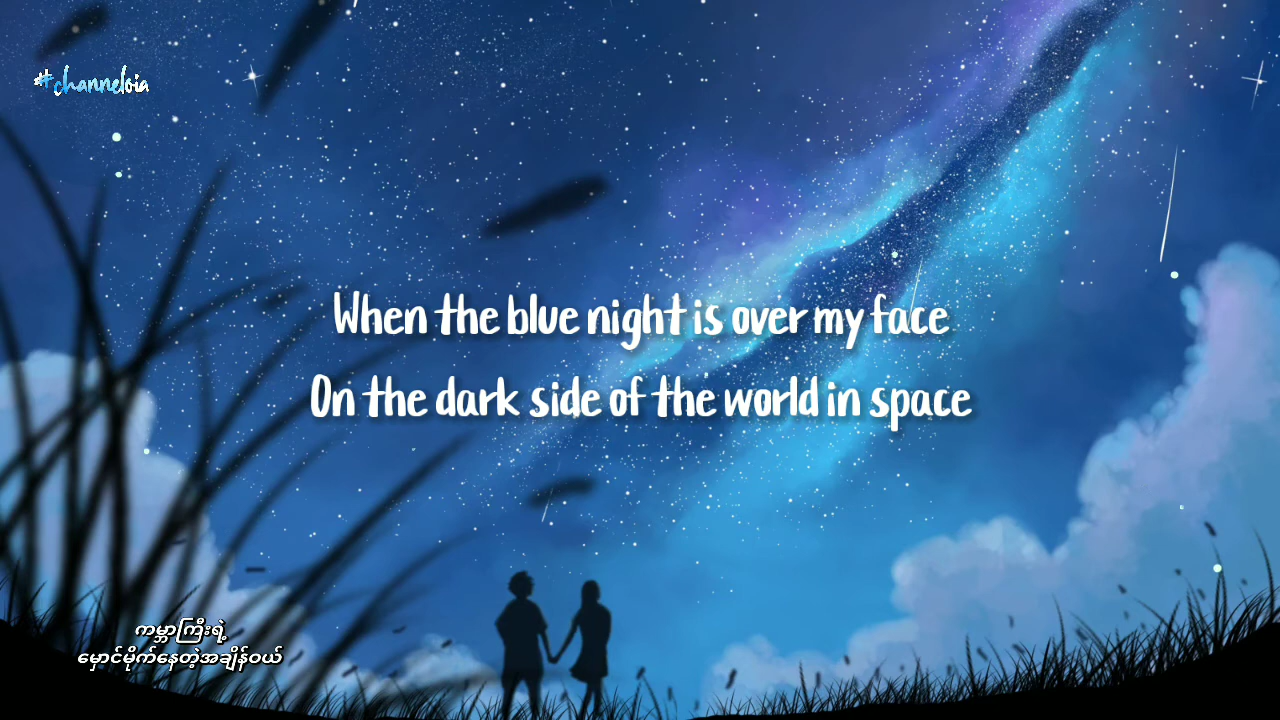 #channeloia
When the blue night is over my face
On the dark side of the world in space
ကမ္ဘာကြီးရဲ့
မှောင်မိုက်နေတဲ့အချိန်ဝယ်